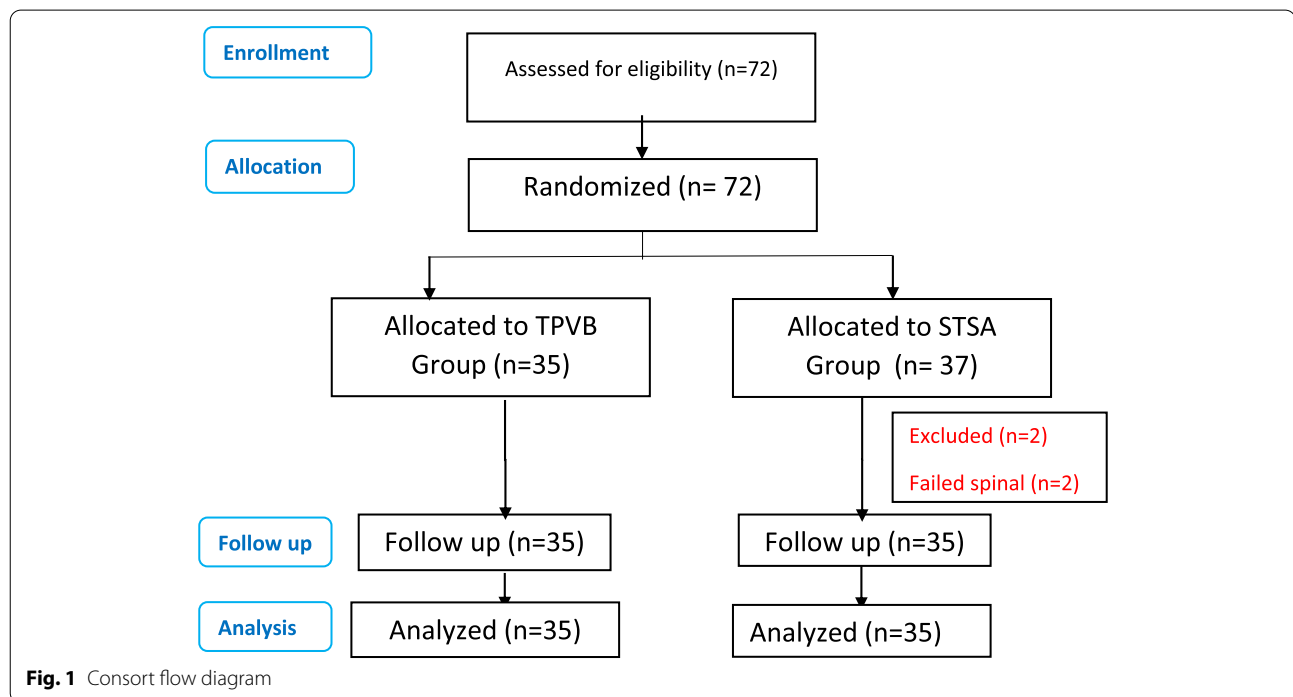 Enrollment
Assessed for eligibility (n=72)
Allocation
Randomized (n= 72)
Allocated to TPVB
Group (n=35)
Allocated to STSA
Group (n= 37)
Excluded (n=2)
Failed spinal (n=2)
Follow up
Follow up (n=35)
Follow up (n=35)
Analysis
Analyzed (n=35)
Analyzed (n=35)
Fig. 1 Consort flow diagram